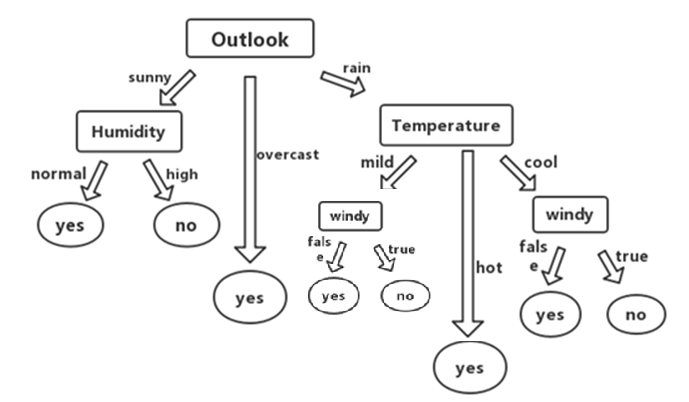 Outlook
sunny
rain
Humidity
overcast
Temperature
normal
high
mild
cool
yes
no
windy
windy
fals
e
true
fals
e
true
hot
yes
yes
no
yes
no
yes